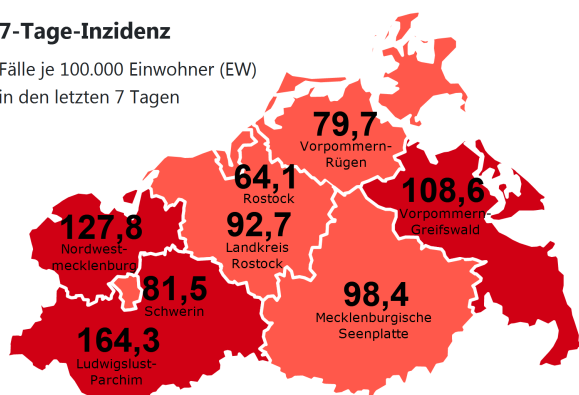 7-Tage-Inzidenz
Fälle je 100.000 Einwohner (EW)
in den letzten 7 Tagen
79,7
Vorpommern-
Rügen
64,1
Rostock
108,6
Vorpommern-
Greifswald
127,8
Nordwest-
mecklenburg
92,7
Landkreis
Rostock
81,5
Schwerin
98,4
Mecklenburgische
Seenplatte
164,3
Ludwigslust-
Parchim